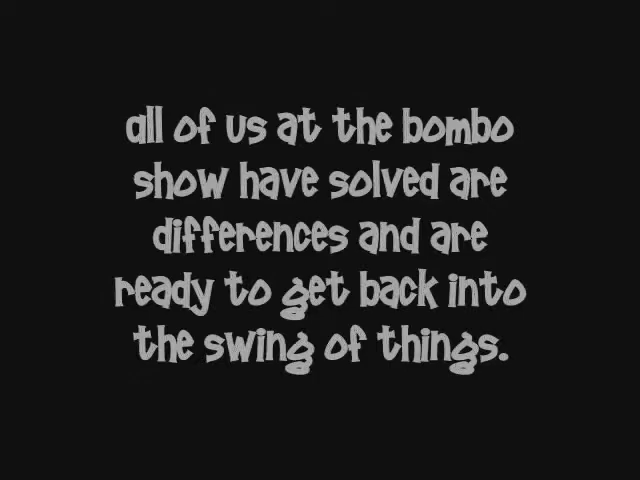 all of us at the bombo
show have solved are
differences and are
ready to get back into
the swing of things.